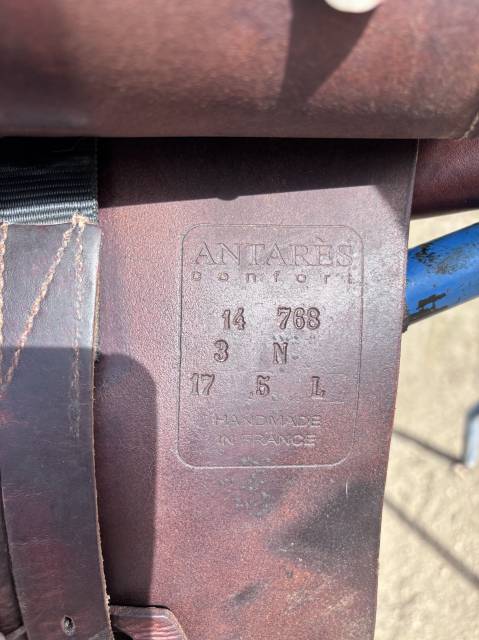 ANTARÈS
confort
14 768
3 N
17 5 L
HANDMADE
IN FRANCE